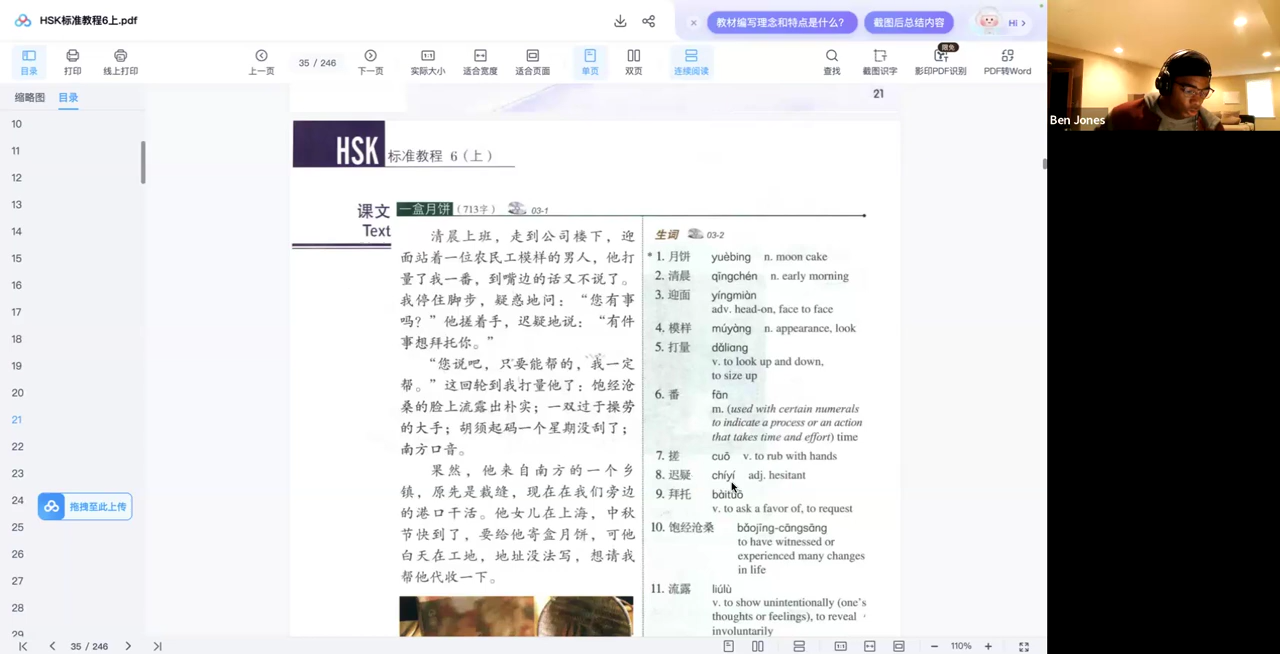 HSK标准教程6上.pdf
教材编写理念和特点是什么?
截图后总结内容
Hi >
目录
打印
线上打印
上一页
35 / 246
下一页
实际大小
适合宽度
适合页面
单页
双页
连续阅读
查找
截图识字
限免
影印PDF识别
PDF转Word
缩略图
目录
10
11
12
13
14
15
16
17
18
19
20
21
22
23
24
25
26
27
28
29
拖拽至此上传
21
HSK 标准教程 6(上)
课文
Text
一盒月饼(713字) 03-1
清晨上班,走到公司楼下,迎
面站着一位农民工模样的男人,他打
量了我一番,到嘴边的话又不说了。
我停住脚步,疑惑地问:“您有事
吗?”他搓着手,迟疑地说:“有件
事想拜托你。”
“您说吧,只要能帮的,我一定
帮。”这回轮到我打量他了:饱经沧
桑的脸上流露出朴实;一双过于操劳
的大手;胡须起码一个星期没刮了;
南方口音。
果然,他来自南方的一个乡
镇,原先是裁缝,现在在我们旁边
的港口干活。他女儿在上海,中秋
节快到了,要给他寄盒月饼,可他
白天在工地,地址没法写,想请我
帮他代收一下。
生词 03-2
* 1. 月饼 yuèbing n. moon cake
2. 清晨 qīngchén n. early morning
3. 迎面 yíngmiàn
adv. head-on, face to face
4. 模样 múyàng n. appearance, look
5. 打量 dǎliang
v. to look up and down,
to size up
6. 番 fān
m. (used with certain numerals
to indicate a process or an action
that takes time and effort) time
7. 搓 cuō v. to rub with hands
8. 迟疑 chíyí adj. hesitant
9. 拜托 bàituō
v. to ask a favor of, to request
10. 饱经沧桑 bǎojīng-cāngsāng
to have witnessed or
experienced many changes
in life
11. 流露 liúlù
v. to show unintentionally (one's
thoughts or feelings), to reveal
involuntarily
35 / 246
110%
Ben Jones